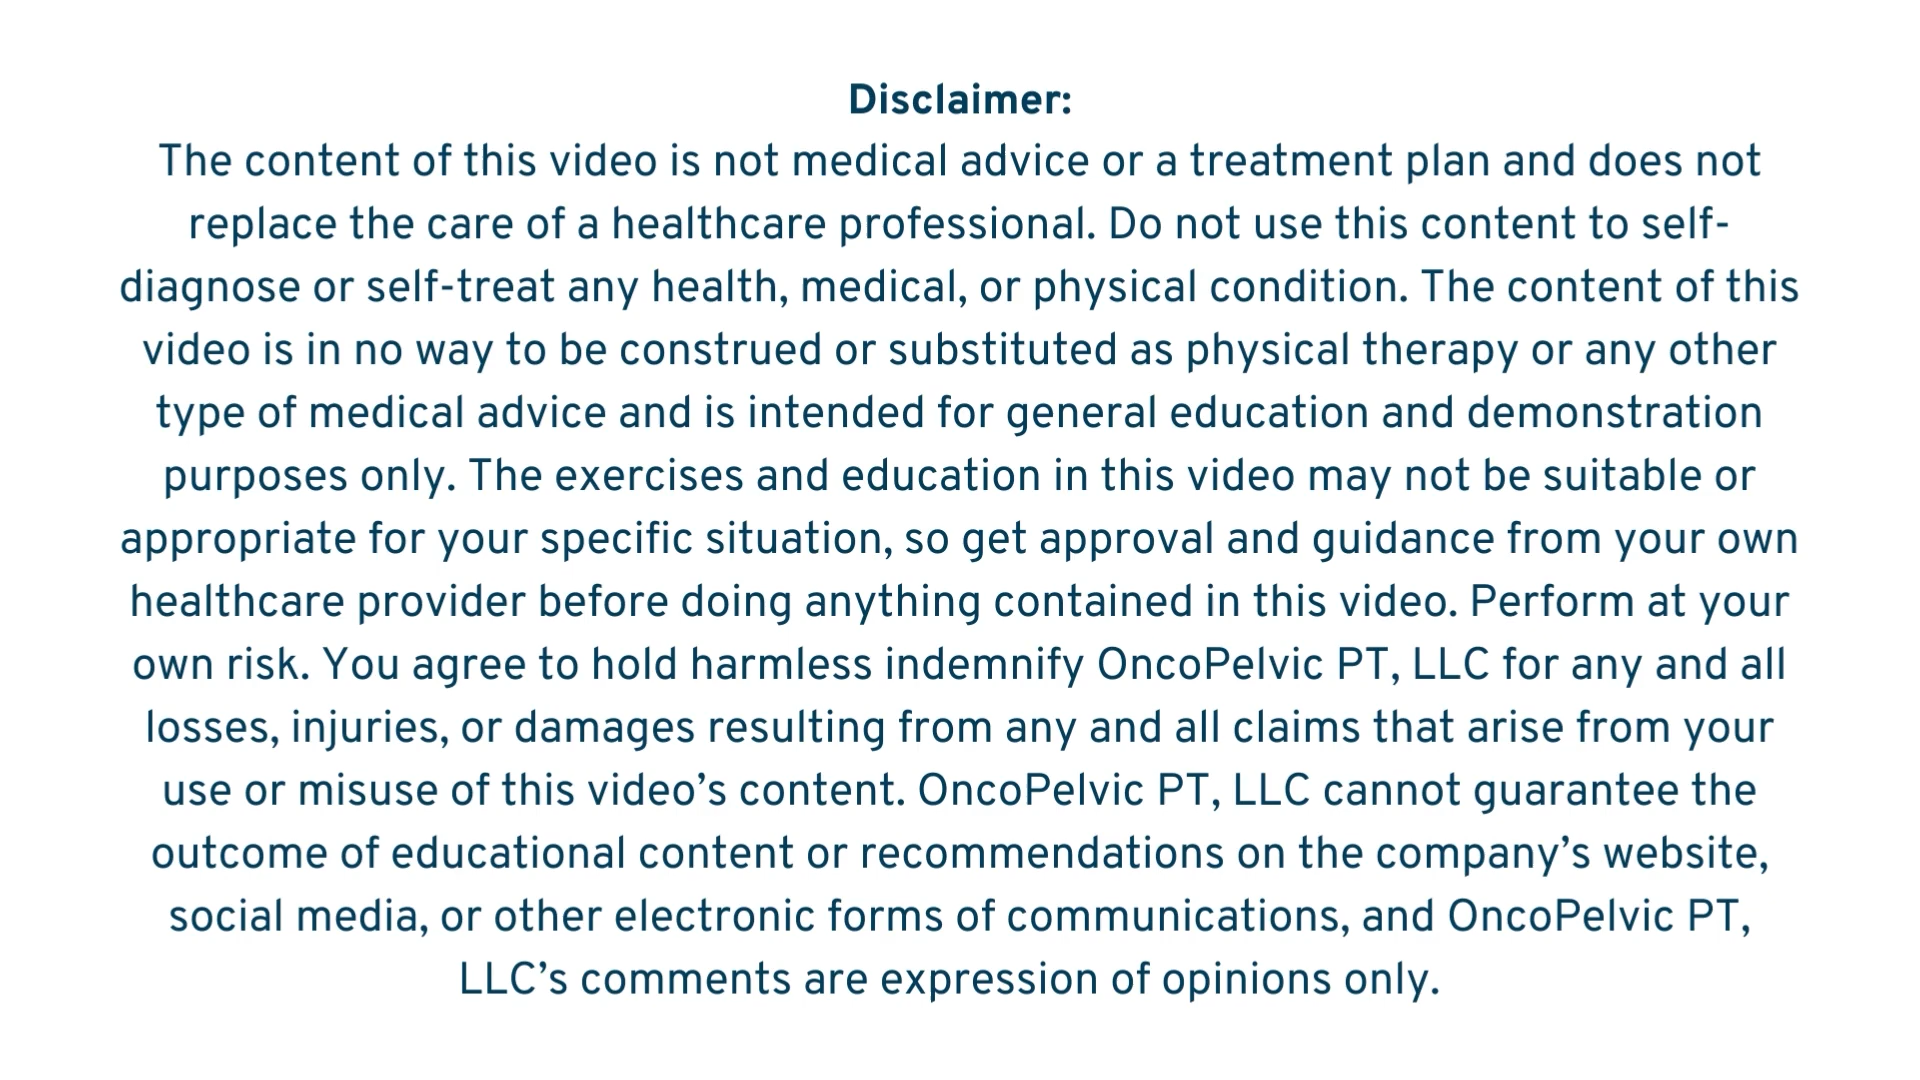 Disclaimer:
The content of this video is not medical advice or a treatment plan and does not
replace the care of a healthcare professional. Do not use this content to self-
diagnose or self-treat any health, medical, or physical condition. The content of this
video is in no way to be construed or substituted as physical therapy or any other
type of medical advice and is intended for general education and demonstration
purposes only. The exercises and education in this video may not be suitable or
appropriate for your specific situation, so get approval and guidance from your own
healthcare provider before doing anything contained in this video. Perform at your
own risk. You agree to hold harmless indemnify OncoPelvic PT, LLC for any and all
losses, injuries, or damages resulting from any and all claims that arise from your
use or misuse of this video’s content. OncoPelvic PT, LLC cannot guarantee the
outcome of educational content or recommendations on the company’s website,
social media, or other electronic forms of communications, and OncoPelvic PT,
LLC’s comments are expression of opinions only.